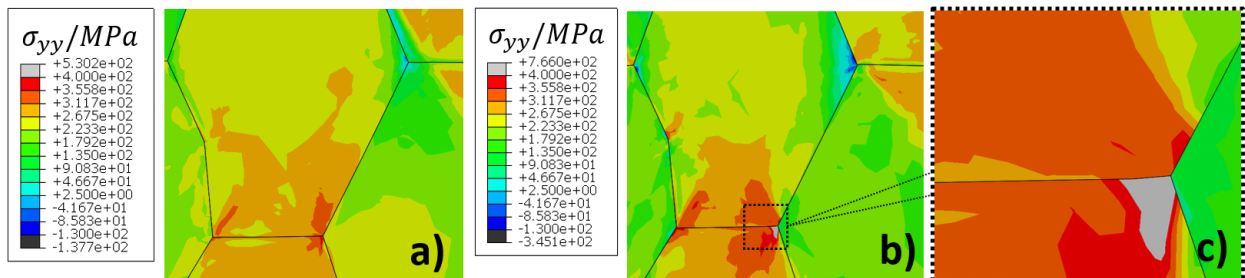 σyy/MPa
+5.302e+02
+4.000e+02
+3.558e+02
+3.117e+02
+2.675e+02
+2.233e+02
+1.792e+02
+1.350e+02
+9.083e+01
+4.667e+01
+2.500e+00
-4.167e+01
-8.583e+01
-1.300e+02
-1.377e+02
a)
σyy/MPa
+7.660e+02
+4.000e+02
+3.558e+02
+3.117e+02
+2.675e+02
+2.233e+02
+1.792e+02
+1.350e+02
+9.083e+01
+4.667e+01
+2.500e+00
-4.167e+01
-8.583e+01
-1.300e+02
-3.451e+02
b)
c)